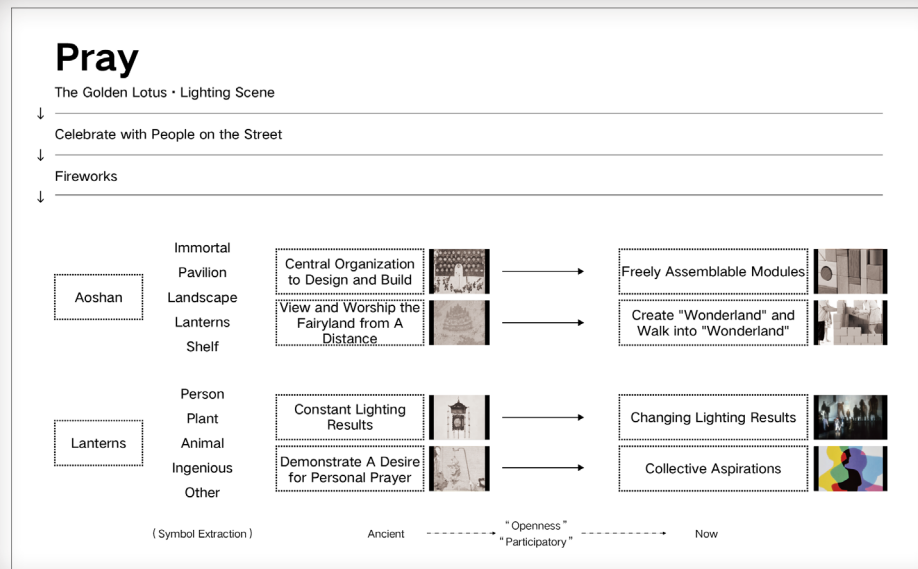 Pray
The Golden Lotus · Lighting Scene
↓
Celebrate with People on the Street
↓
Fireworks
↓
Aoshan
Immortal
Pavilion
Landscape
Lanterns
Shelf
Central Organization
to Design and Build
Freely Assemblable Modules
View and Worship the
Fairyland from A
Distance
Create "Wonderland" and
Walk into "Wonderland"
Lanterns
Person
Plant
Animal
Ingenious
Other
Constant Lighting
Results
Changing Lighting Results
Demonstrate A Desire
for Personal Prayer
Collective Aspirations
( Symbol Extraction )
Ancient
“ Openness ”
“ Participatory ”
Now